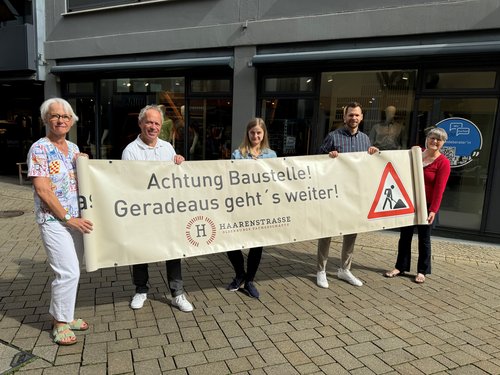 Achtung Baustelle!
Geradeaus geht´s weiter!
H HAARENSTRASSE